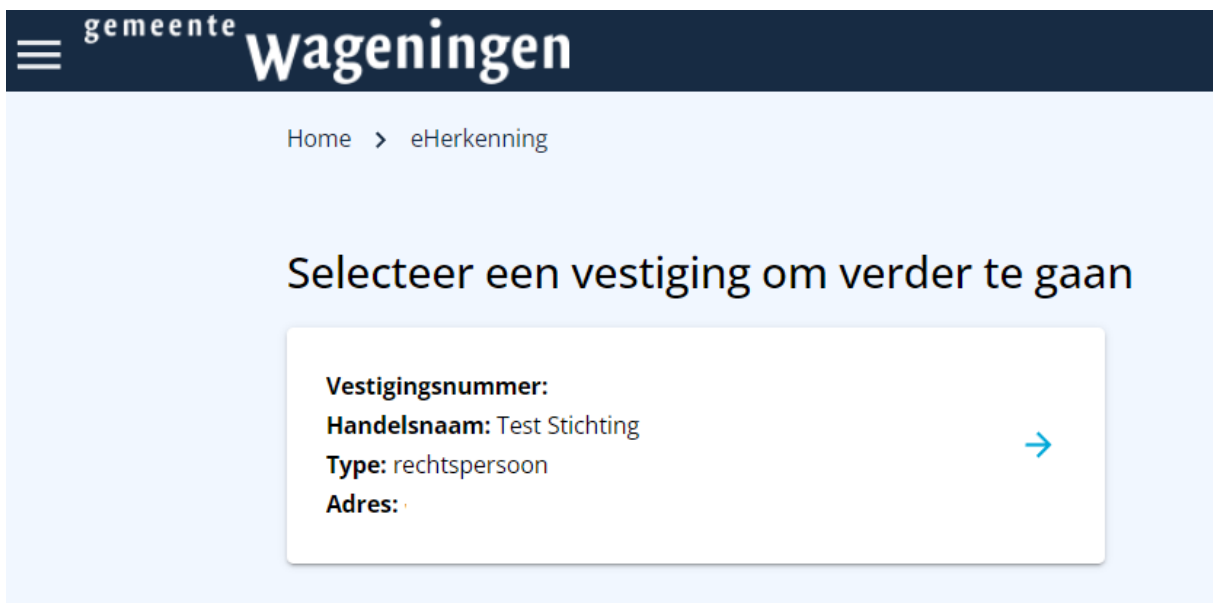 gemeente Wageningen
Home > eHerkenning
Selecteer een vestiging om verder te gaan
Vestigingsnummer:
Handelsnaam: Test Stichting
Type: rechtspersoon
Adres: